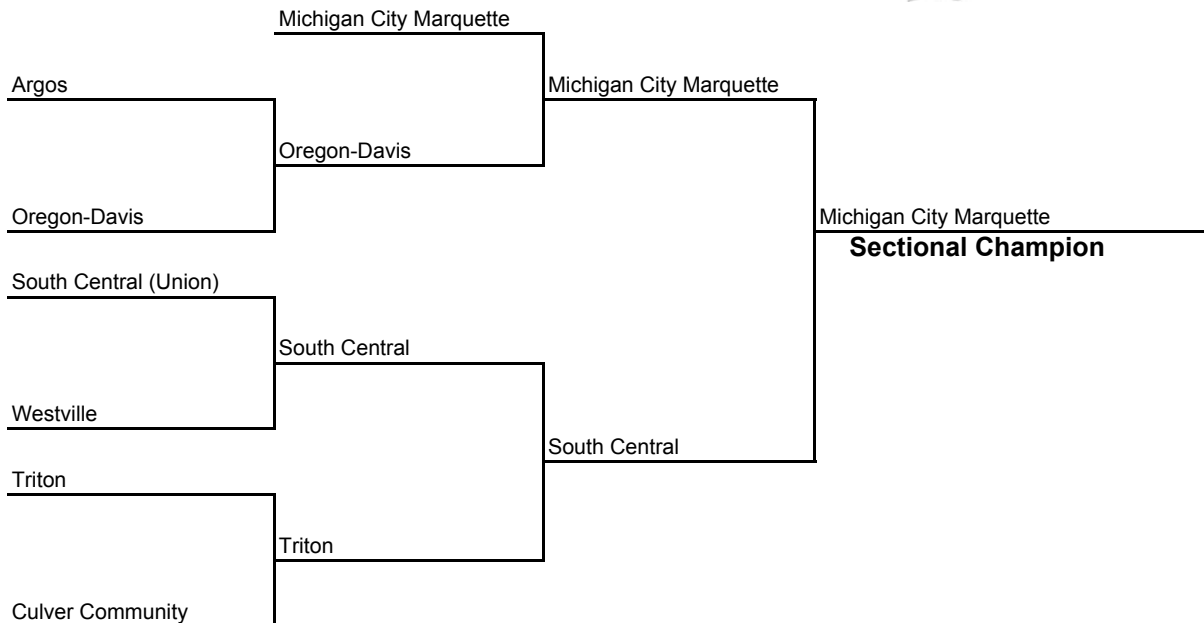 Michigan City Marquette
Argos
Michigan City Marquette
Oregon-Davis
Oregon-Davis
Michigan City Marquette
Sectional Champion
South Central (Union)
South Central
Westville
South Central
Triton
Triton
Culver Community